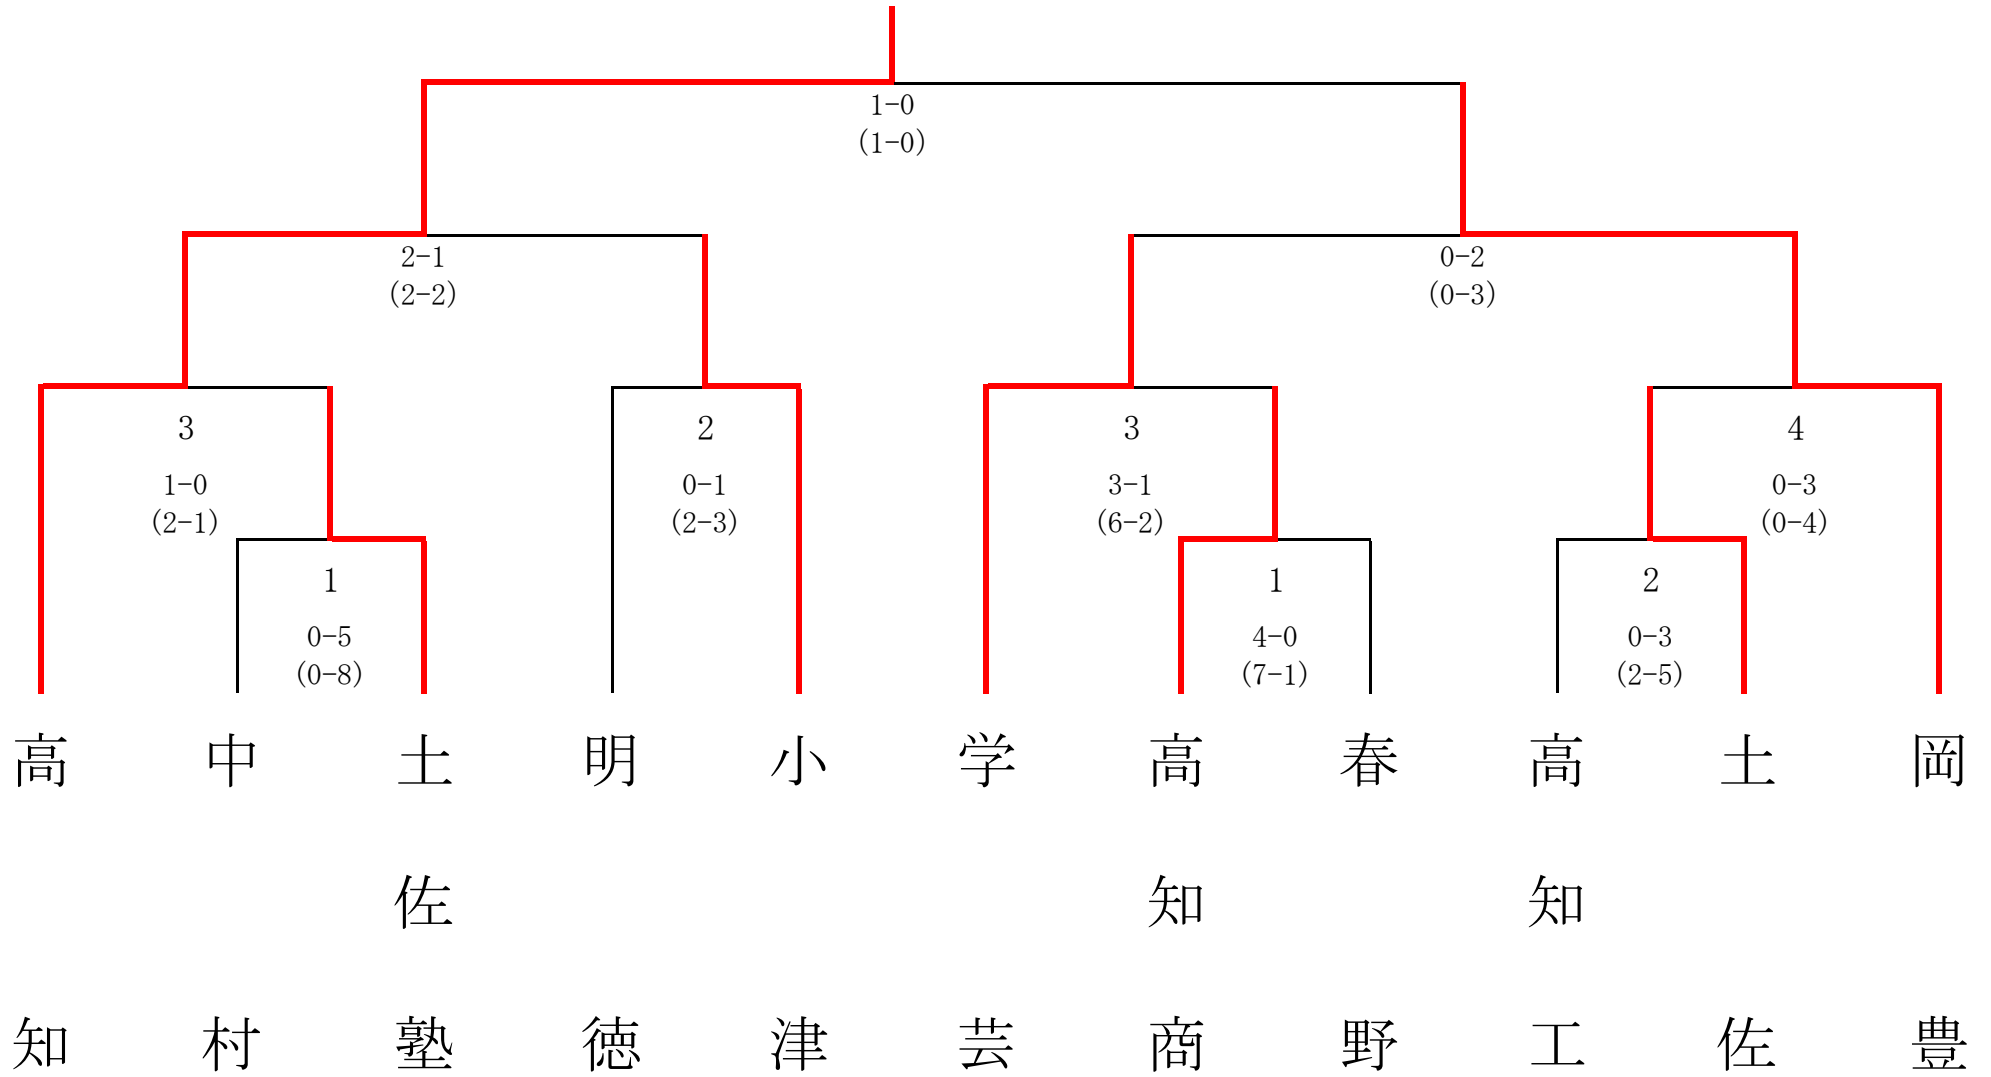 1−0
(1−0)
2−1
(2−2)
0−2
(0−3)
3
1−0
(2−1)
2
0−1
(2−3)
3
3−1
(6−2)
4
0−3
(0−4)
1
0−5
(0−8)
1
4−0
(7−1)
2
0−3
(2−5)
高知
中村
土佐塾
明徳
小津
学芸
高知商
春野
高知工
土佐
岡豊